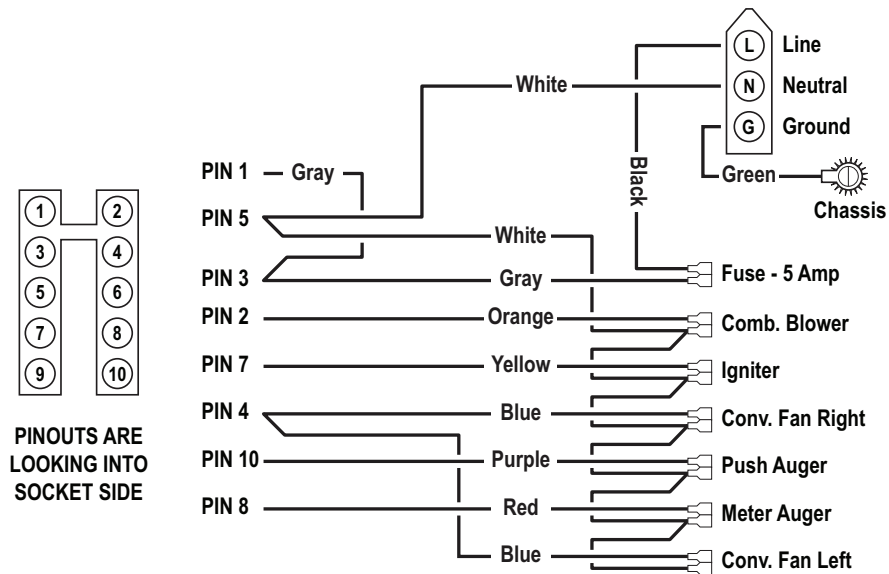 L Line
White N Neutral
G Ground
Black
PIN 1 Gray
Green
Chassis
1 2
PIN 5
White
3 4
PIN 3 Gray Fuse - 5 Amp
5 6
PIN 2 Orange Comb. Blower
7 8
PIN 7 Yellow Igniter
9 10
PIN 4 Blue Conv. Fan Right
PINOUTS ARE
LOOKING INTO
SOCKET SIDE
PIN 10 Purple Push Auger
PIN 8 Red Meter Auger
Blue Conv. Fan Left